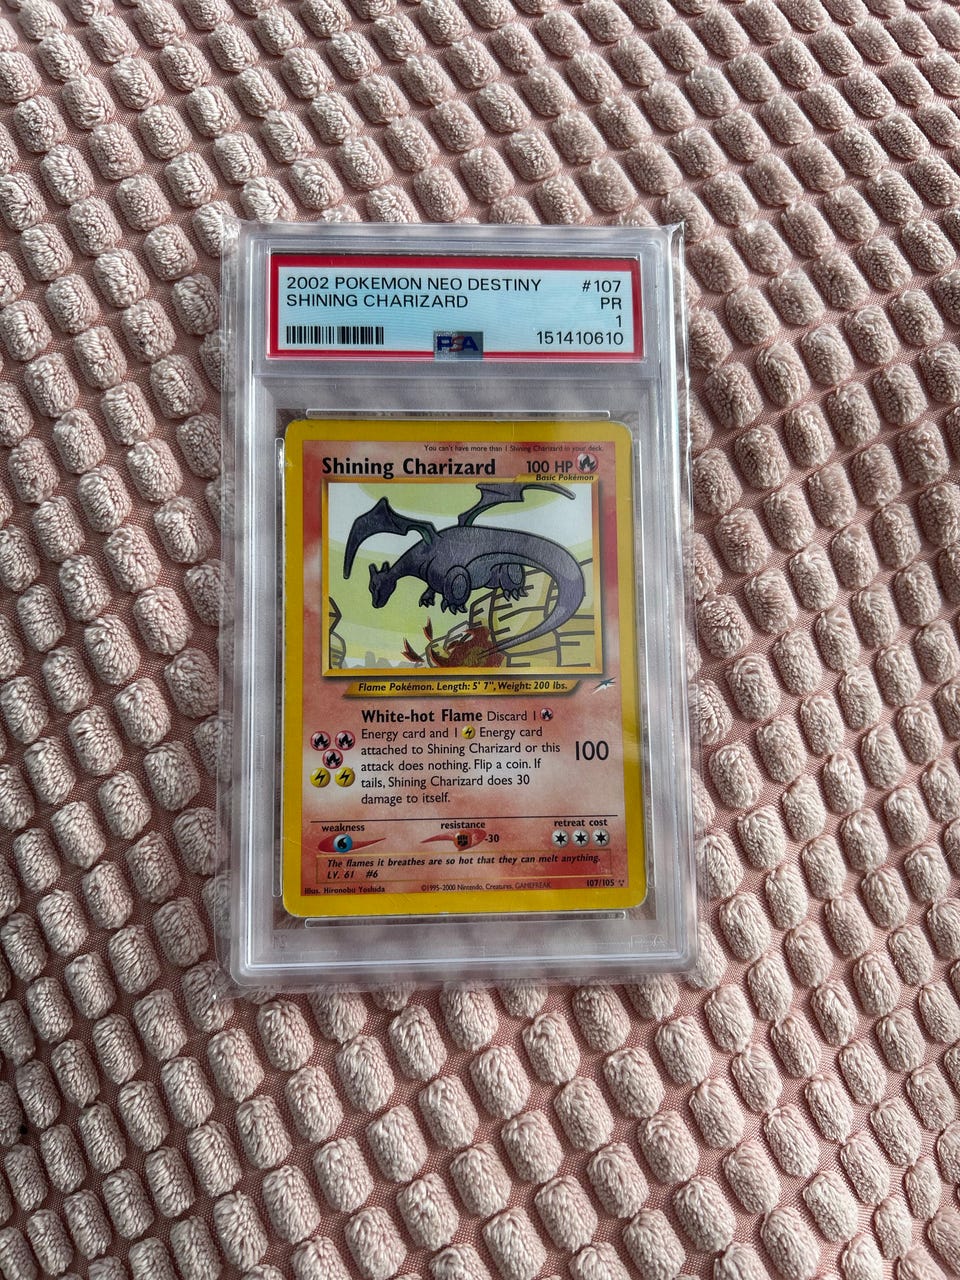 2002 POKEMON NEO DESTINY #107
SHINING CHARIZARD PR
1
PSA 151410610
You can't have more than 1 Shining Charizard in your deck.
Shining Charizard 100 HP
Basic Pokémon
Flame Pokémon. Length: 5' 7", Weight: 200 lbs.
White-hot Flame Discard 1
Energy card and 1 Energy card
attached to Shining Charizard or this
attack does nothing. Flip a coin. If
tails, Shining Charizard does 30
damage to itself.
100
weakness resistance retreat cost
-30
The flames it breathes are so hot that they can melt anything.
LV. 61 #6
Illus. Hironobu Yoshida ©1995-2000 Nintendo, Creatures, GAMEFREAK. 107/105